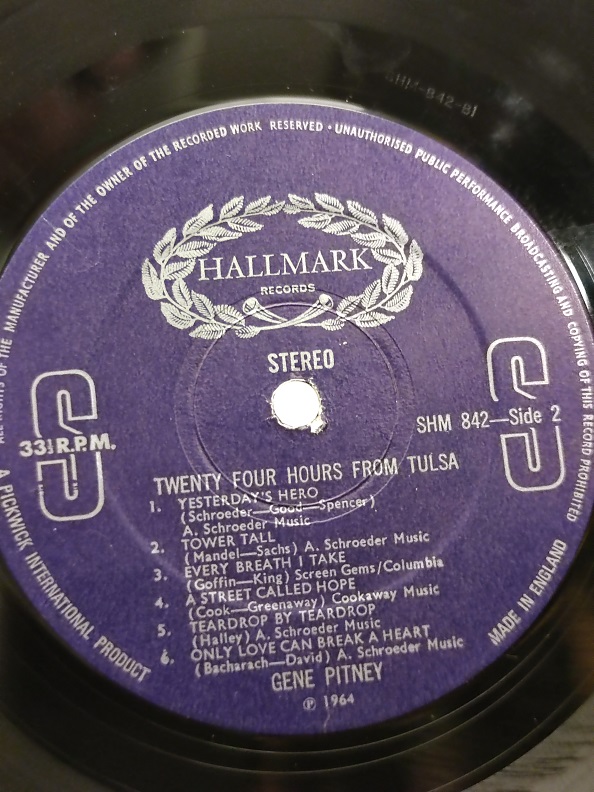 SHM-842-B1
ALL RIGHTS OF THE MANUFACTURER AND OF THE OWNER OF THE RECORDED WORK RESERVED • UNAUTHORISED PUBLIC PERFORMANCE BROADCASTING AND COPYING OF THIS RECORD PROHIBITED
HALLMARK
RECORDS
STEREO
S
33⅓ R.P.M.
S
SHM 842—Side 2
TWENTY FOUR HOURS FROM TULSA
1. YESTERDAY'S HERO
(Schroeder—Good—Spencer)
A. Schroeder Music
2. TOWER TALL
(Mandel—Sachs) A. Schroeder Music
3. EVERY BREATH I TAKE
(Goffin—King) Screen Gems/Columbia
4. A STREET CALLED HOPE
(Cook—Greenaway) Cookaway Music
5. TEARDROP BY TEARDROP
(Halley) A. Schroeder Music
6. ONLY LOVE CAN BREAK A HEART
(Bacharach—David) A. Schroeder Music
GENE PITNEY
℗ 1964
A PICKWICK INTERNATIONAL PRODUCT
MADE IN ENGLAND